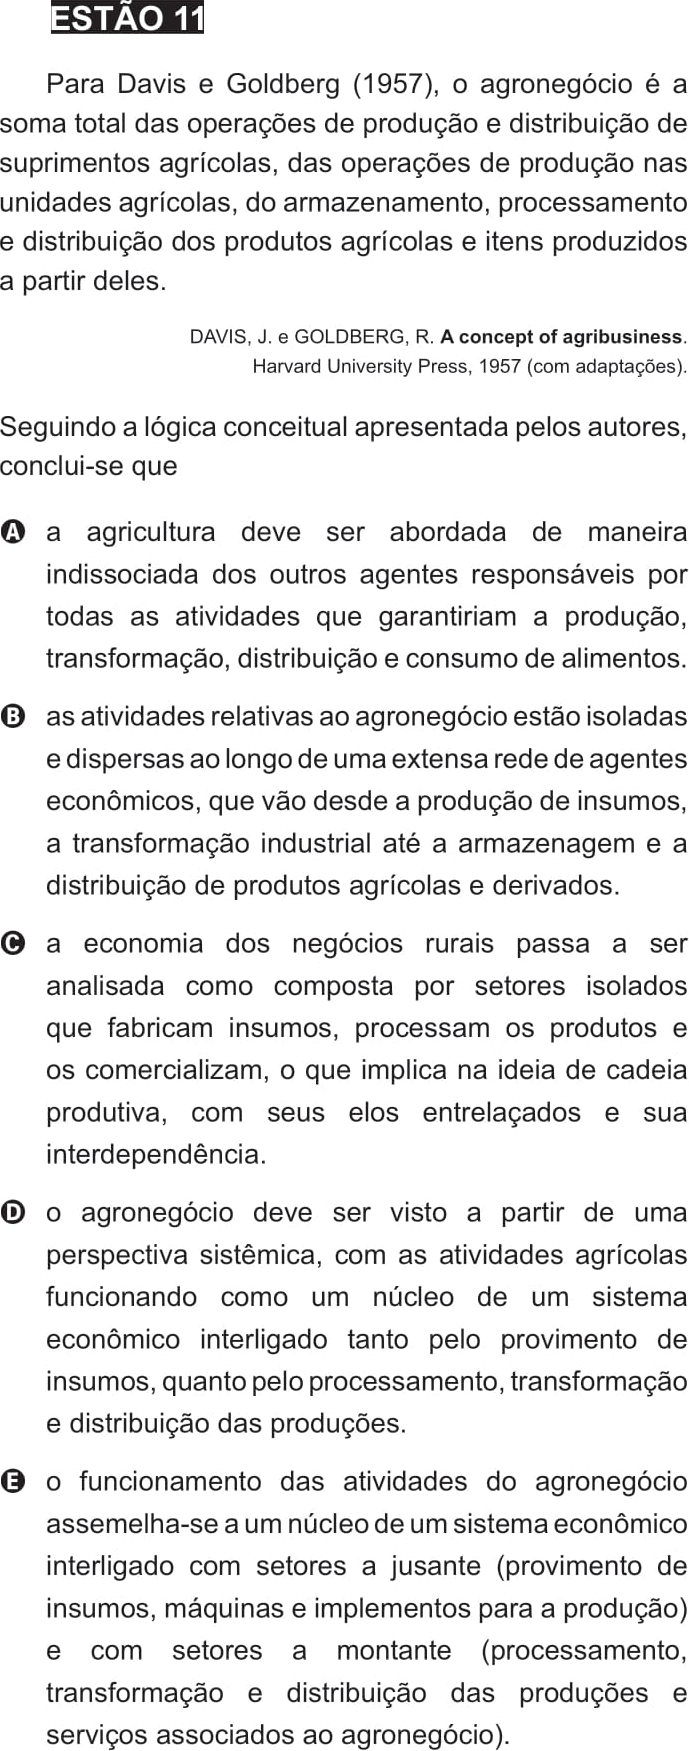 ESTÃO 11
Para Davis e Goldberg (1957), o agronegócio é a
soma total das operações de produção e distribuição de
suprimentos agrícolas, das operações de produção nas
unidades agrícolas, do armazenamento, processamento
e distribuição dos produtos agrícolas e itens produzidos
a partir deles.
DAVIS, J. e GOLDBERG, R. A concept of agribusiness.
Harvard University Press, 1957 (com adaptações).
Seguindo a lógica conceitual apresentada pelos autores,
conclui-se que
A a agricultura deve ser abordada de maneira
indissociada dos outros agentes responsáveis por
todas as atividades que garantiriam a produção,
transformação, distribuição e consumo de alimentos.
B as atividades relativas ao agronegócio estão isoladas
e dispersas ao longo de uma extensa rede de agentes
econômicos, que vão desde a produção de insumos,
a transformação industrial até a armazenagem e a
distribuição de produtos agrícolas e derivados.
C a economia dos negócios rurais passa a ser
analisada como composta por setores isolados
que fabricam insumos, processam os produtos e
os comercializam, o que implica na ideia de cadeia
produtiva, com seus elos entrelaçados e sua
interdependência.
D o agronegócio deve ser visto a partir de uma
perspectiva sistêmica, com as atividades agrícolas
funcionando como um núcleo de um sistema
econômico interligado tanto pelo provimento de
insumos, quanto pelo processamento, transformação
e distribuição das produções.
E o funcionamento das atividades do agronegócio
assemelha-se a um núcleo de um sistema econômico
interligado com setores a jusante (provimento de
insumos, máquinas e implementos para a produção)
e com setores a montante (processamento,
transformação e distribuição das produções e
serviços associados ao agronegócio).